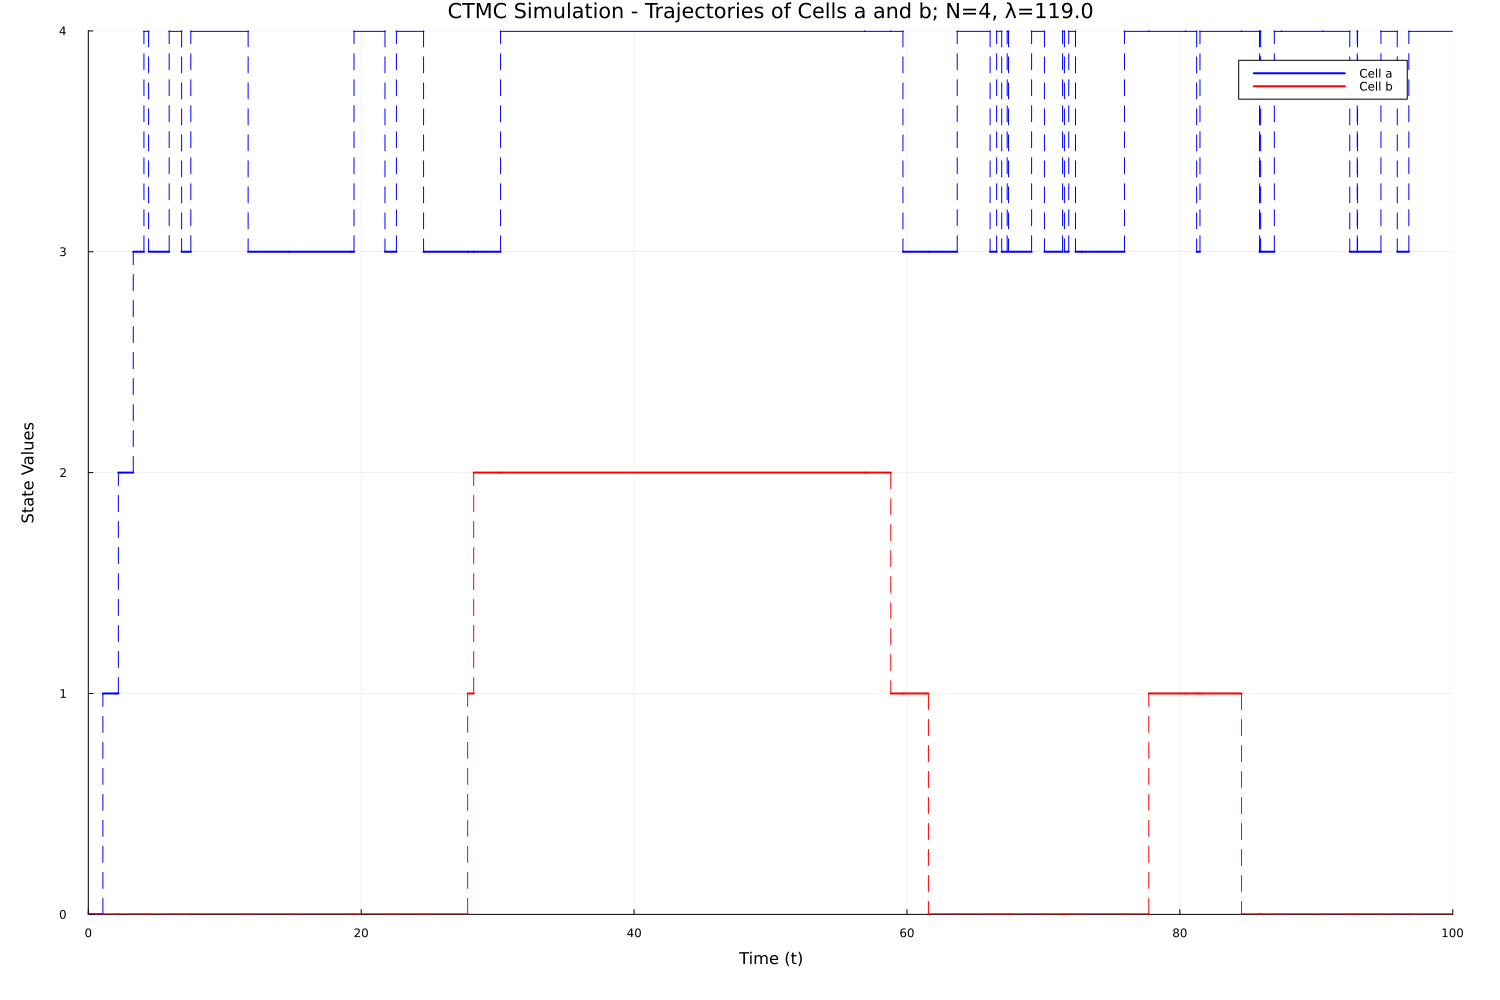 CTMC Simulation - Trajectories of Cells a and b; N=4, λ=119.0
4
Cell a
Cell b
3
State Values
2
1
0
0 20 40 60 80 100
Time (t)